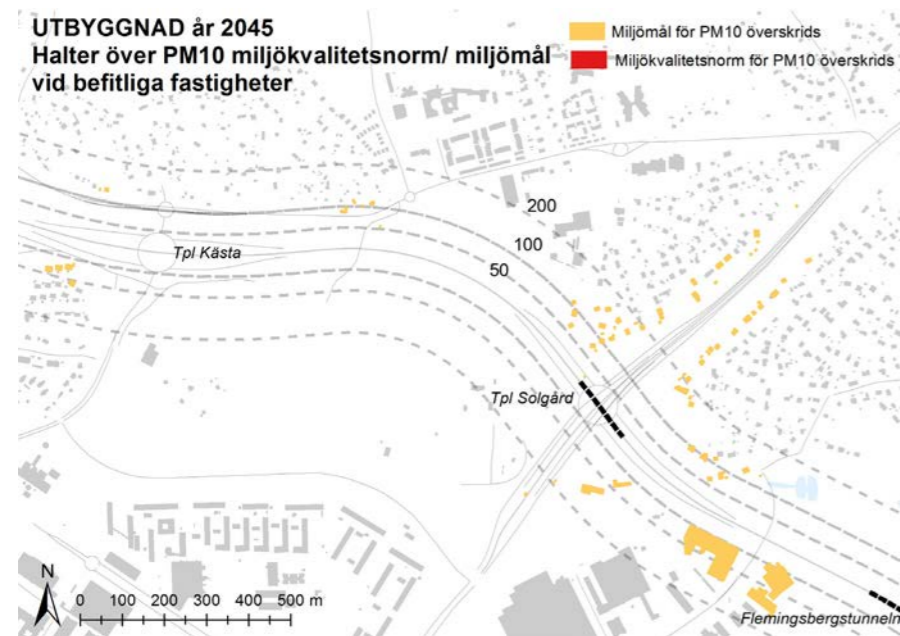 UTBYGGNAD år 2045
Halter över PM10 miljökvalitetsnorm/ miljömål
vid befitliga fastigheter
Miljömål för PM10 överskrids
Miljökvalitetsnorm för PM10 överskrids
200
100
50
Tpl Kästa
Tpl Solgård
N
0 100 200 300 400 500 m
Flemingsbergstunneln